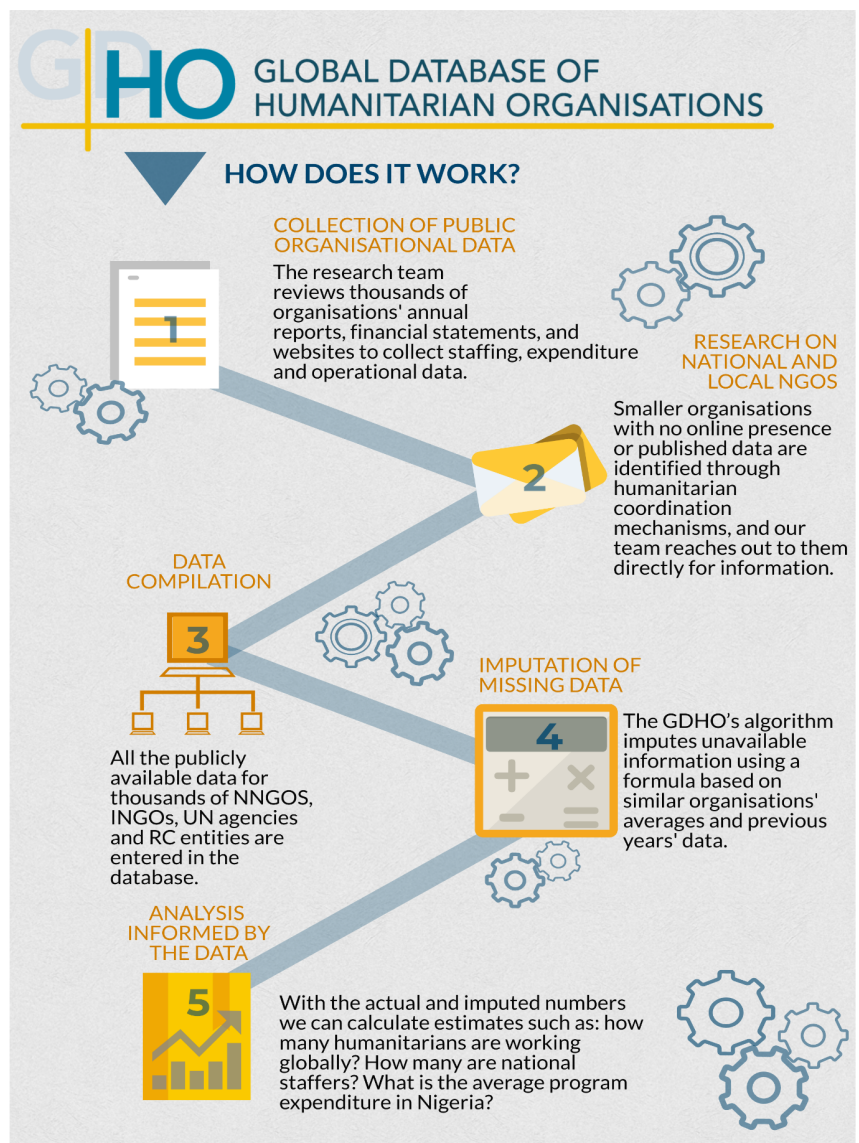 GDHO
GLOBAL DATABASE OF
HUMANITARIAN ORGANISATIONS
HOW DOES IT WORK?
COLLECTION OF PUBLIC
ORGANISATIONAL DATA
The research team
reviews thousands of
organisations' annual
reports, financial statements, and
websites to collect staffing, expenditure
and operational data.
1
RESEARCH ON
NATIONAL AND
LOCAL NGOS
Smaller organisations
with no online presence
or published data are
identified through
humanitarian
coordination
mechanisms, and our
team reaches out to them
directly for information.
2
DATA
COMPILATION
3
All the publicly
available data for
thousands of NNGOS,
INGOs, UN agencies
and RC entities are
entered in the
database.
IMPUTATION OF
MISSING DATA
4
The GDHO’s algorithm
imputes unavailable
information using a
formula based on
similar organisations'
averages and previous
years' data.
ANALYSIS
INFORMED BY
THE DATA
5
With the actual and imputed numbers
we can calculate estimates such as: how
many humanitarians are working
globally? How many are national
staffers? What is the average program
expenditure in Nigeria?